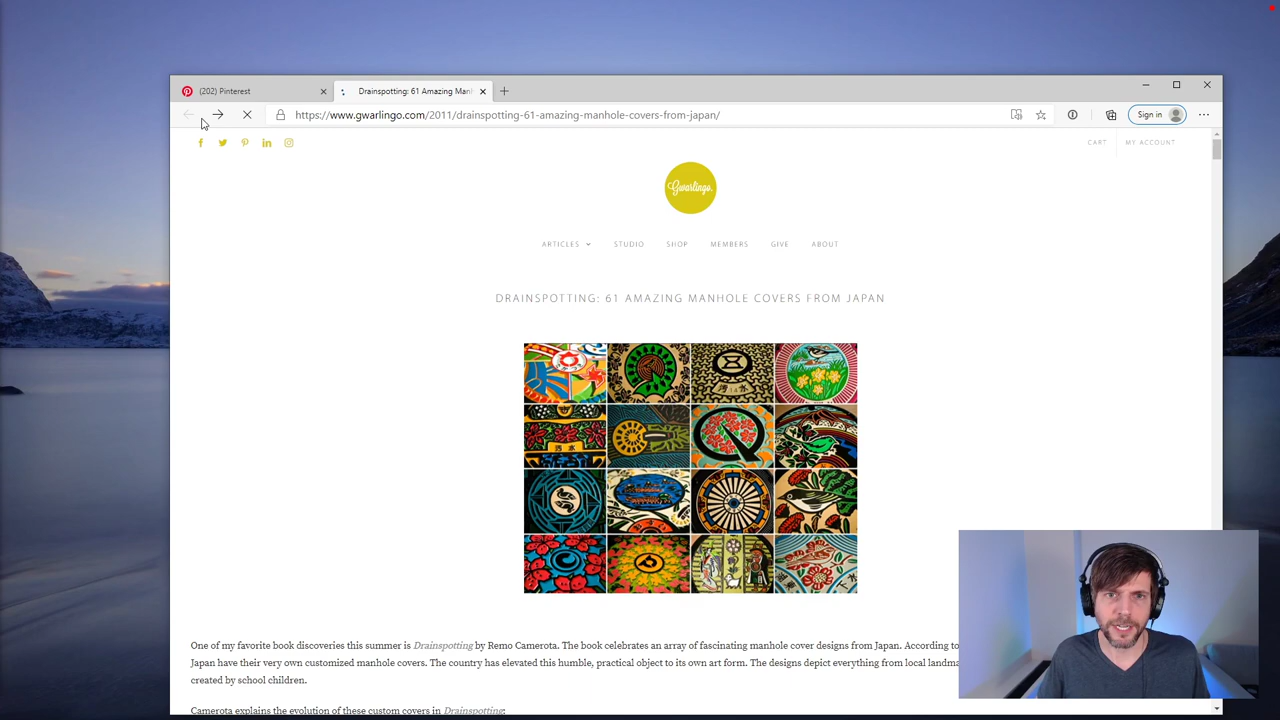 (202) Pinterest
Drainspotting: 61 Amazing Manh
https://www.gwarlingo.com/2011/drainspotting-61-amazing-manhole-covers-from-japan/
Sign in
CART
MY ACCOUNT
Gwarlingo.
ARTICLES
STUDIO
SHOP
MEMBERS
GIVE
ABOUT
DRAINSPOTTING: 61 AMAZING MANHOLE COVERS FROM JAPAN
One of my favorite book discoveries this summer is Drainspotting by Remo Camerota. The book celebrates an array of fascinating manhole cover designs from Japan. According to
Japan have their very own customized manhole covers. The country has elevated this humble, practical object to its own art form. The designs depict everything from local landma
created by school children.
Camerota explains the evolution of these custom covers in Drainspotting: